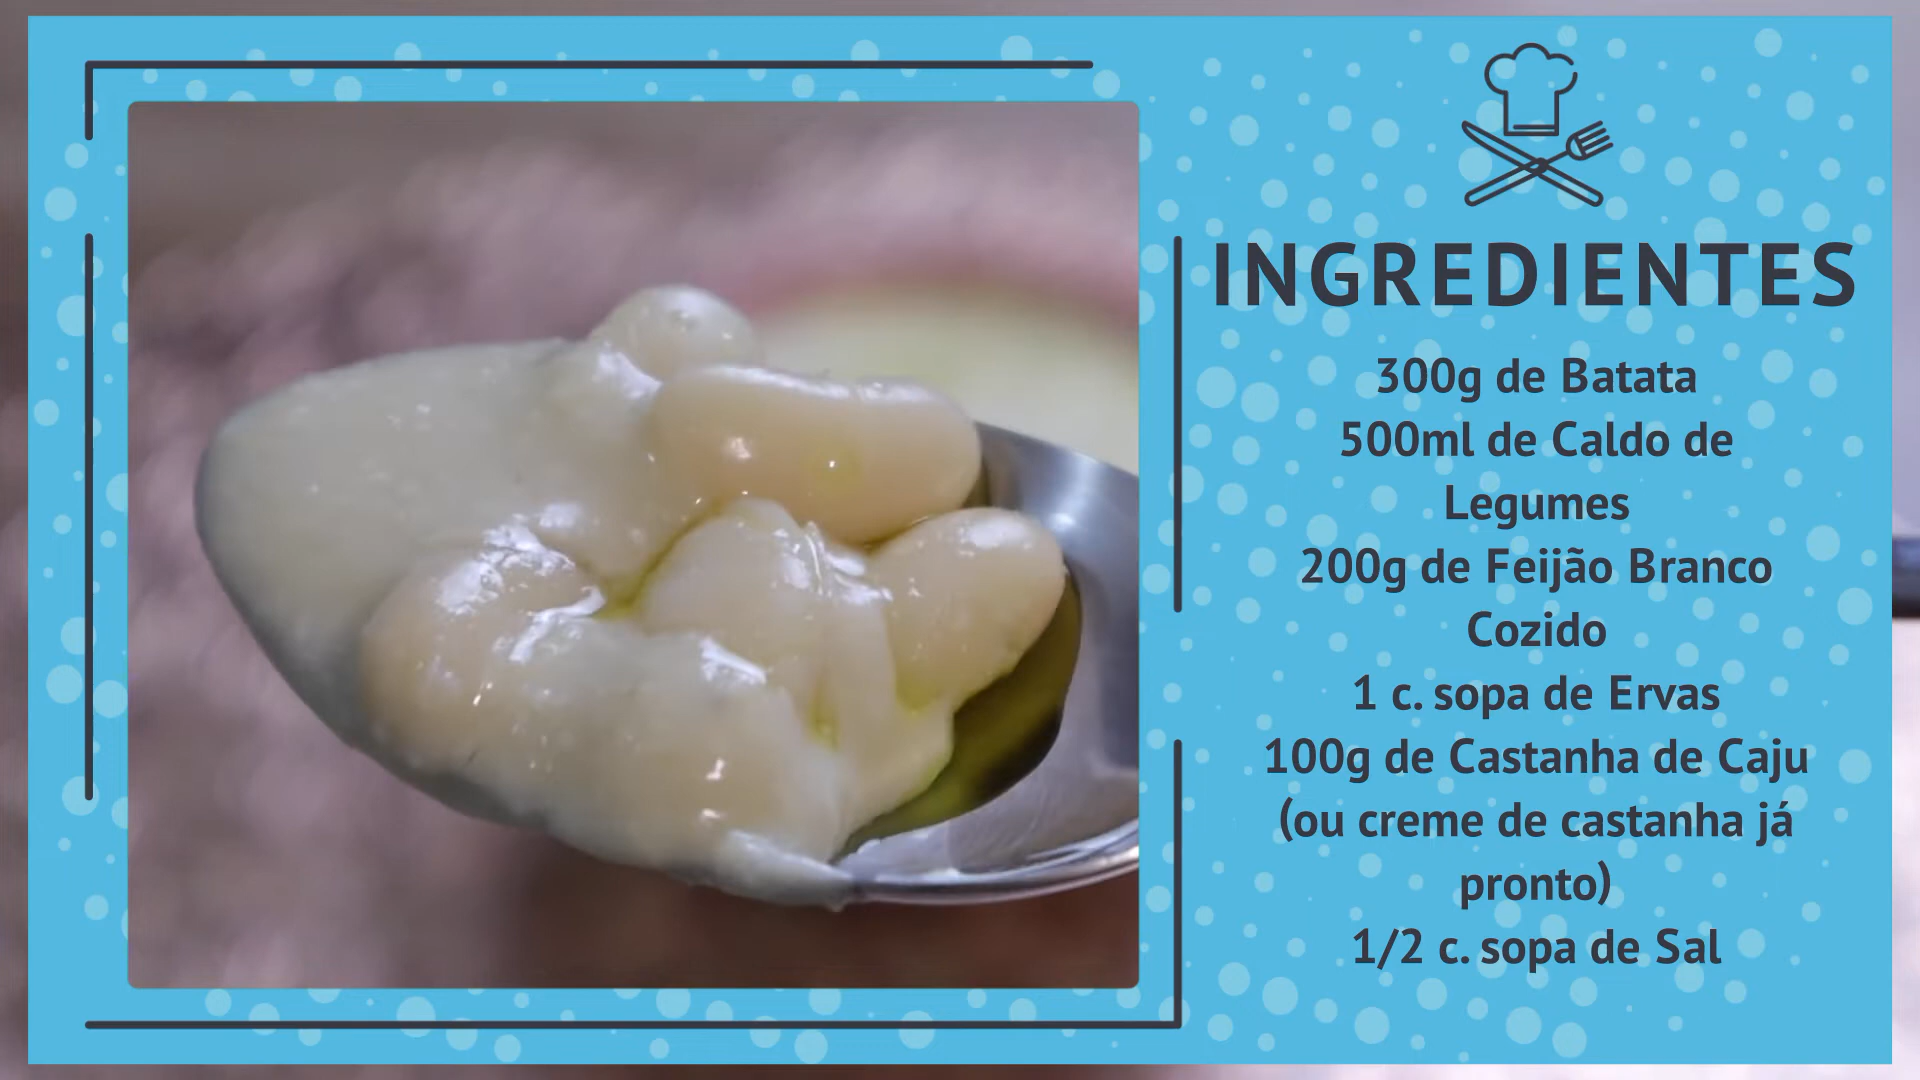 INGREDIENTES
300g de Batata
500ml de Caldo de
Legumes
200g de Feijão Branco
Cozido
1 c. sopa de Ervas
100g de Castanha de Caju
(ou creme de castanha já
pronto)
1/2 c. sopa de Sal